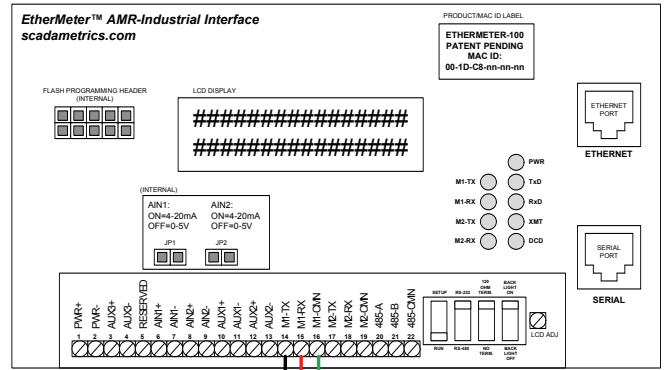 EtherMeter™ AMR-Industrial Interface
scadametrics.com
PRODUCT/MAC ID LABEL
ETHERMETER-100
PATENT PENDING
MAC ID:
00-1D-C8-nn-nn-nn
FLASH PROGRAMMING HEADER
(INTERNAL)
LCD DISPLAY
####################
####################
ETHERNET
PORT
ETHERNET
PWR
M1-TX TxD
M1-RX RxD
M2-TX XMT
M2-RX DCD
(INTERNAL)
AIN1: AIN2:
ON=4-20mA ON=4-20mA
OFF=0-5V OFF=0-5V
JP1 JP2
SERIAL
PORT
SERIAL
PWR+ PWR- AUX3+ AUX3- RESERVED AIN1+ AIN1- AIN2+ AIN2- AUX1+ AUX1- AUX2+ AUX2- M1-TX M1-RX M1-CMN M2-TX M2-RX M2-CMN 485-A 485-B 485-CMN
1 2 3 4 5 6 7 8 9 10 11 12 13 14 15 16 17 18 19 20 21 22
SETUP RS-232 120 OHM TERM. BACK LIGHT ON
RUN RS-485 NO TERM. BACK LIGHT OFF
LCD ADJ